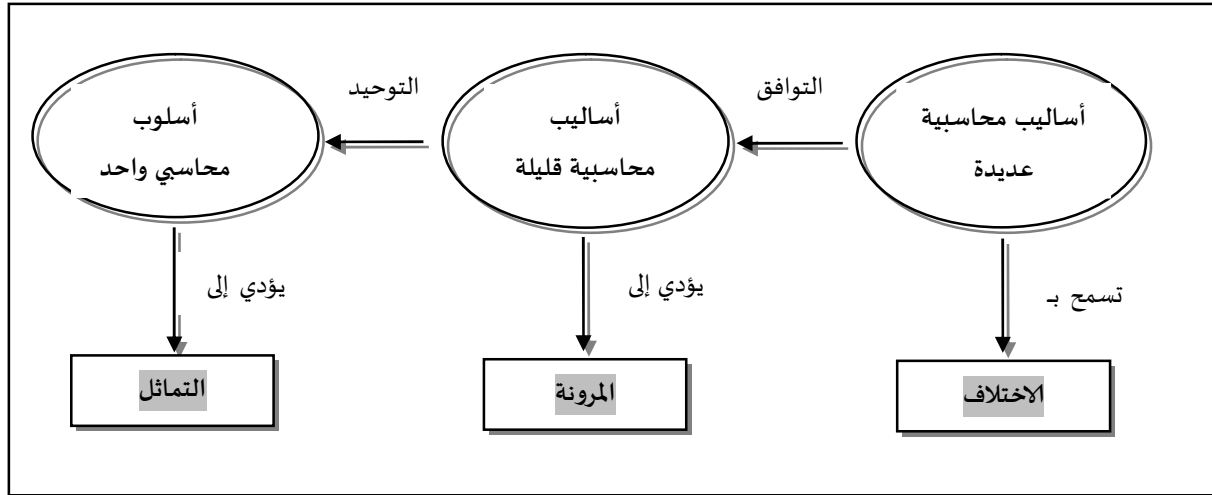 أساليب محاسبية
عديدة
التوافق
أساليب
محاسبية قليلة
التوحيد
أسلوب
محاسبي واحد
تسمح بـ
يؤدي إلى
يؤدي إلى
الاختلاف
المرونة
التماثل